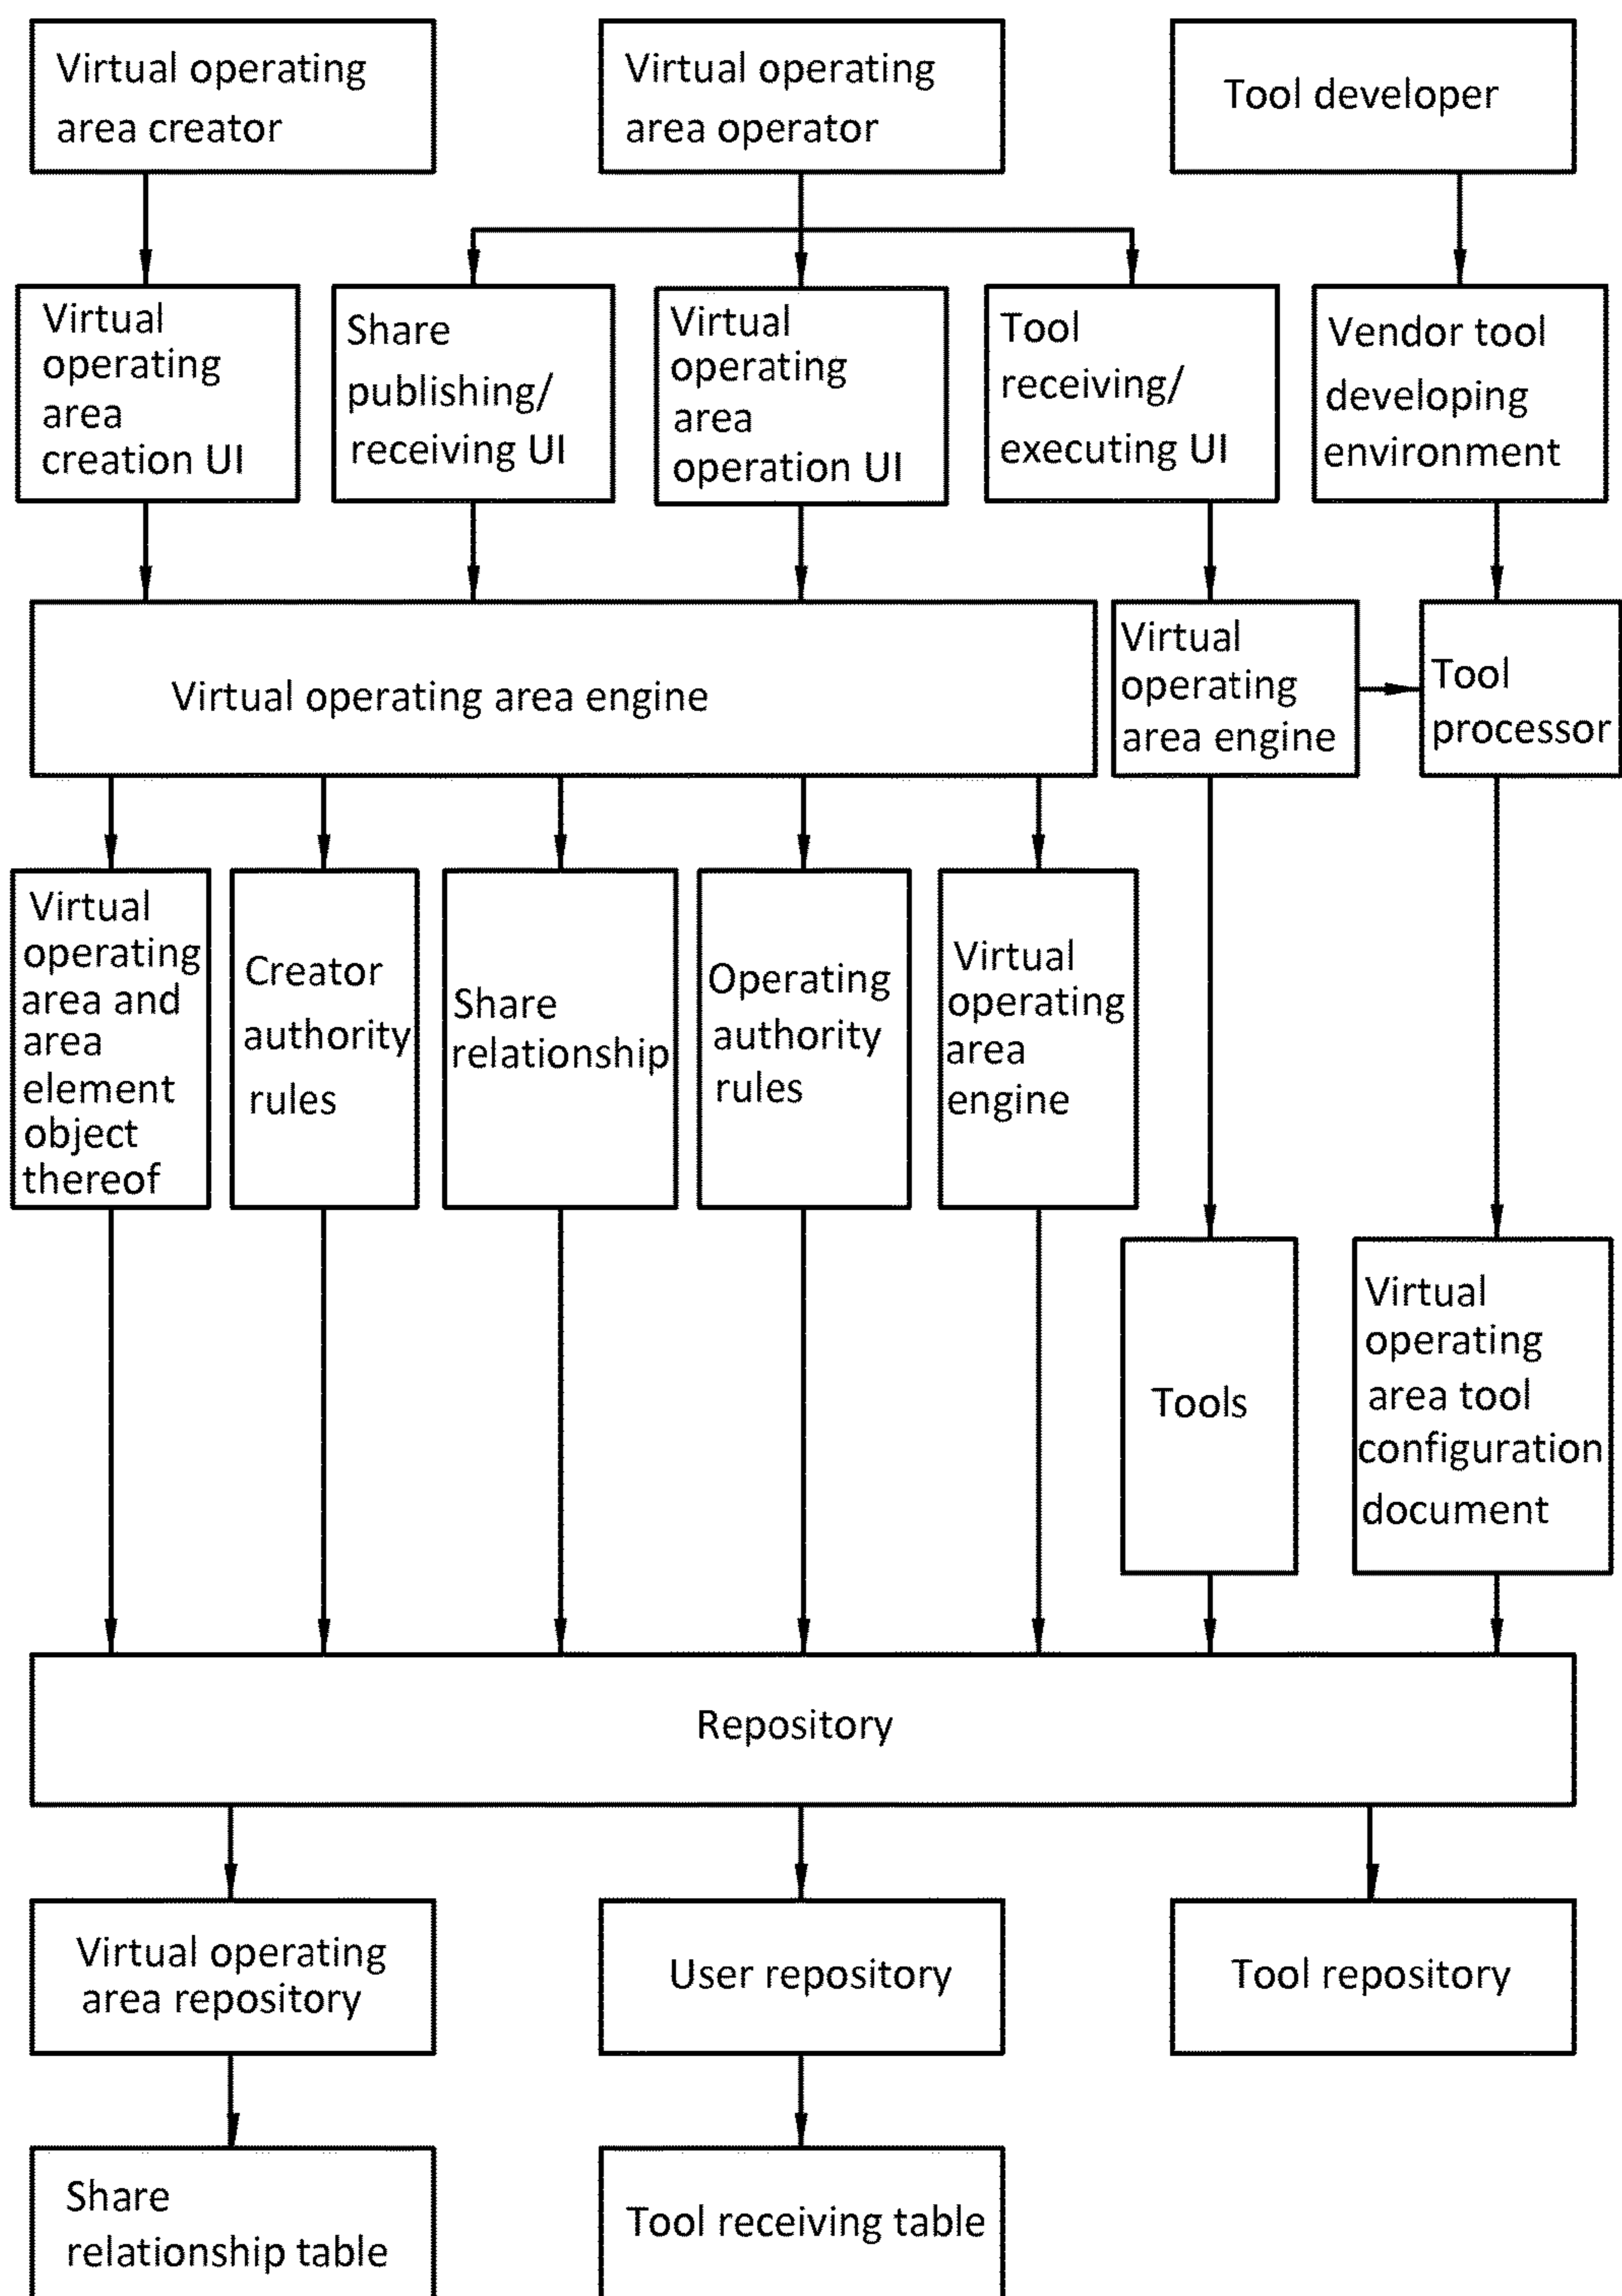 Virtual operating
area creator
Virtual operating
area operator
Tool developer
Virtual
operating
area
creation UI
Share
publishing/
receiving UI
Virtual
operating
area
operation UI
Tool
receiving/
executing UI
Vendor tool
developing
environment
Virtual operating area engine
Virtual
operating
area engine
Tool
processor
Virtual
operating
area and
area
element
object
thereof
Creator
authority
rules
Share
relationship
Operating
authority
rules
Virtual
operating
area
engine
Tools
Virtual
operating
area tool
configuration
document
Repository
Virtual operating
area repository
User repository
Tool repository
Share
relationship table
Tool receiving table